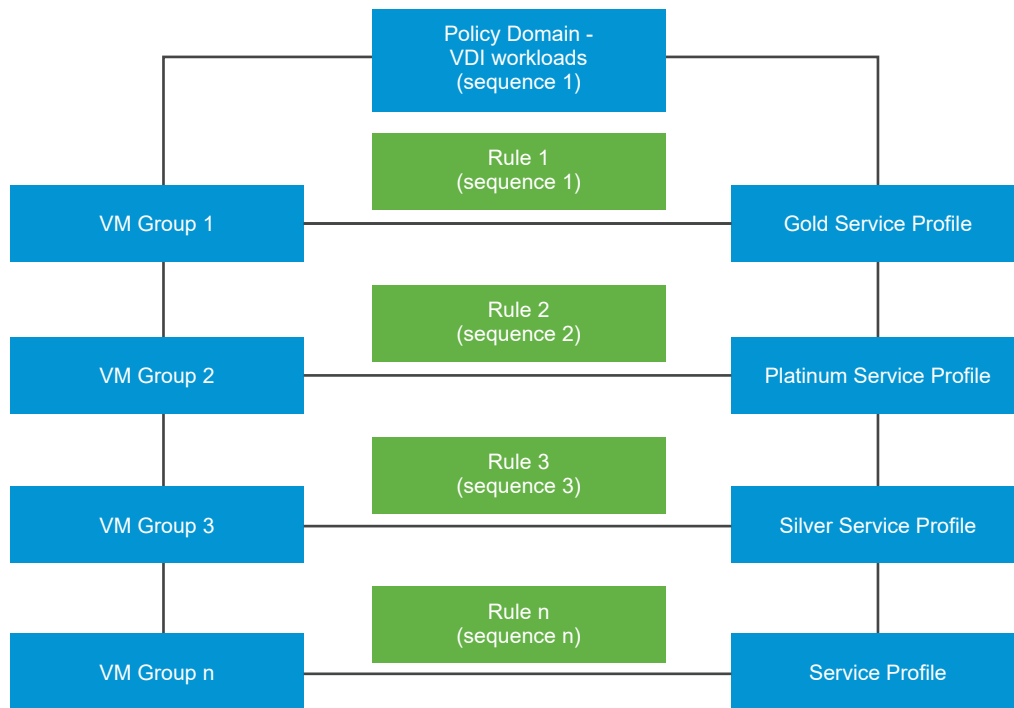 Policy Domain -
VDI workloads
(sequence 1)
Rule 1
(sequence 1)
VM Group 1
Gold Service Profile
Rule 2
(sequence 2)
VM Group 2
Platinum Service Profile
Rule 3
(sequence 3)
VM Group 3
Silver Service Profile
Rule n
(sequence n)
VM Group n
Service Profile